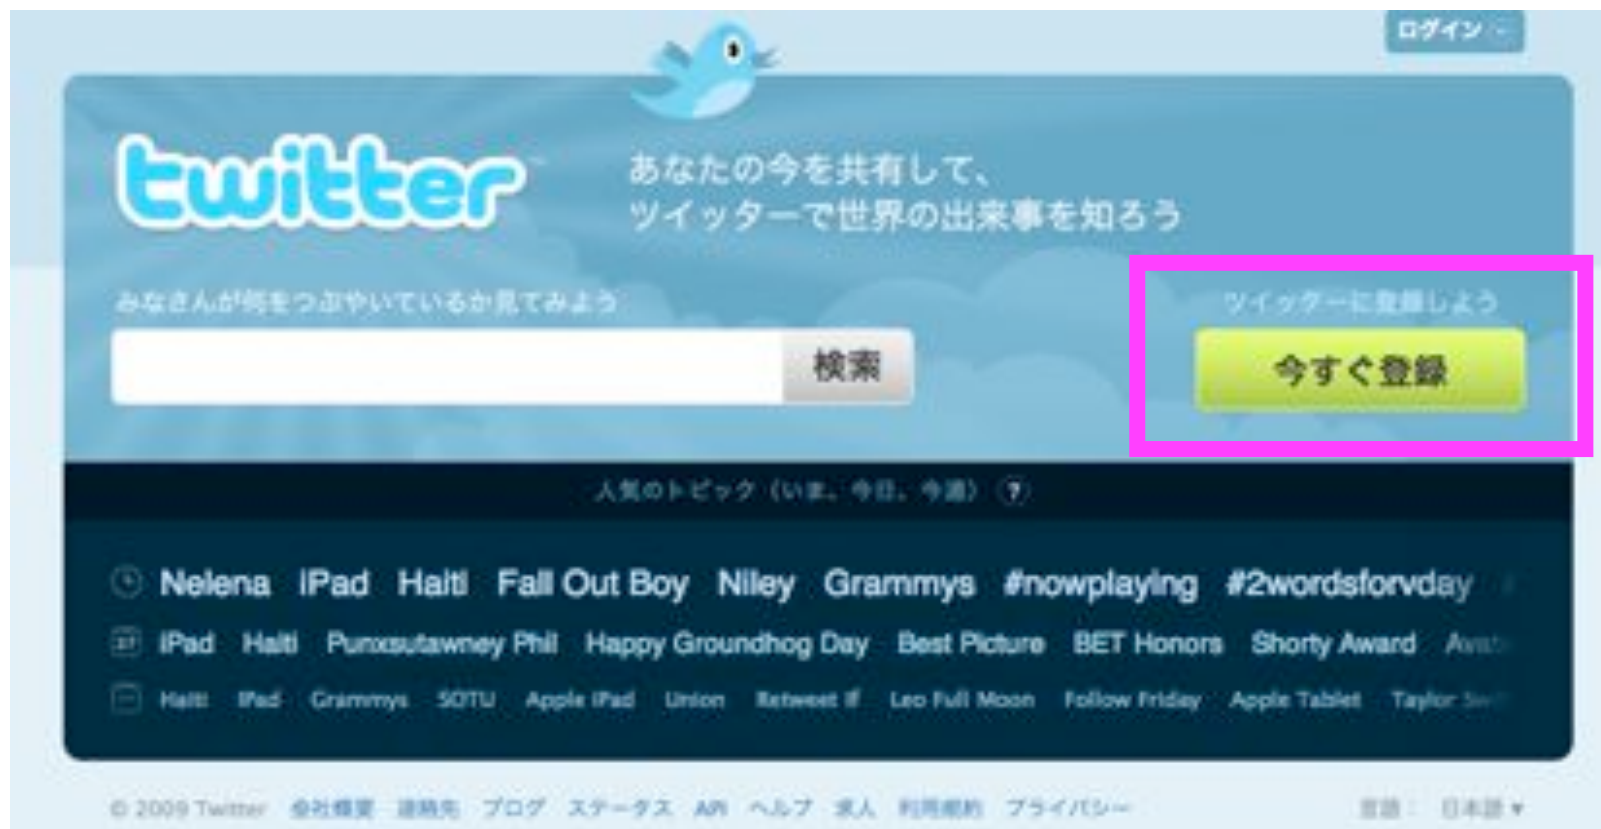 ログイン
twitter
あなたの今を共有して、
ツイッターで世界の出来事を知ろう
みなさんが何をつぶやいているか見てみよう
検索
ツイッターに登録しよう
今すぐ登録
人気のトピック（いま、今日、今週） ?
Nelena iPad Haiti Fall Out Boy Niley Grammys #nowplaying #2wordsforvday
iPad Haiti Punxsutawney Phil Happy Groundhog Day Best Picture BET Honors Shorty Award
Haiti iPad Grammys SOTU Apple iPad Union Retweet If Leo Full Moon Follow Friday Apple Tablet Taylor
© 2009 Twitter 会社概要 連絡先 ブログ ステータス API ヘルプ 求人 利用規約 プライバシー
言語： 日本語